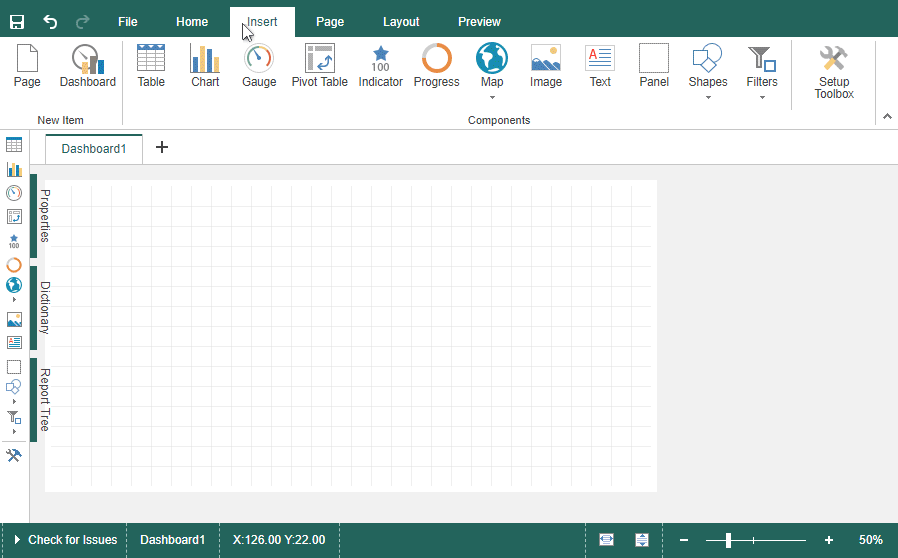 File Home Insert Page Layout Preview
Page Dashboard Table Chart Gauge Pivot Table Indicator Progress Map Image Text Panel Shapes Filters Setup
Toolbox
100
A
New Item Components
Dashboard1
Properties
100
Dictionary
A
Report Tree
Check for Issues Dashboard1 X:126.00 Y:22.00 50%